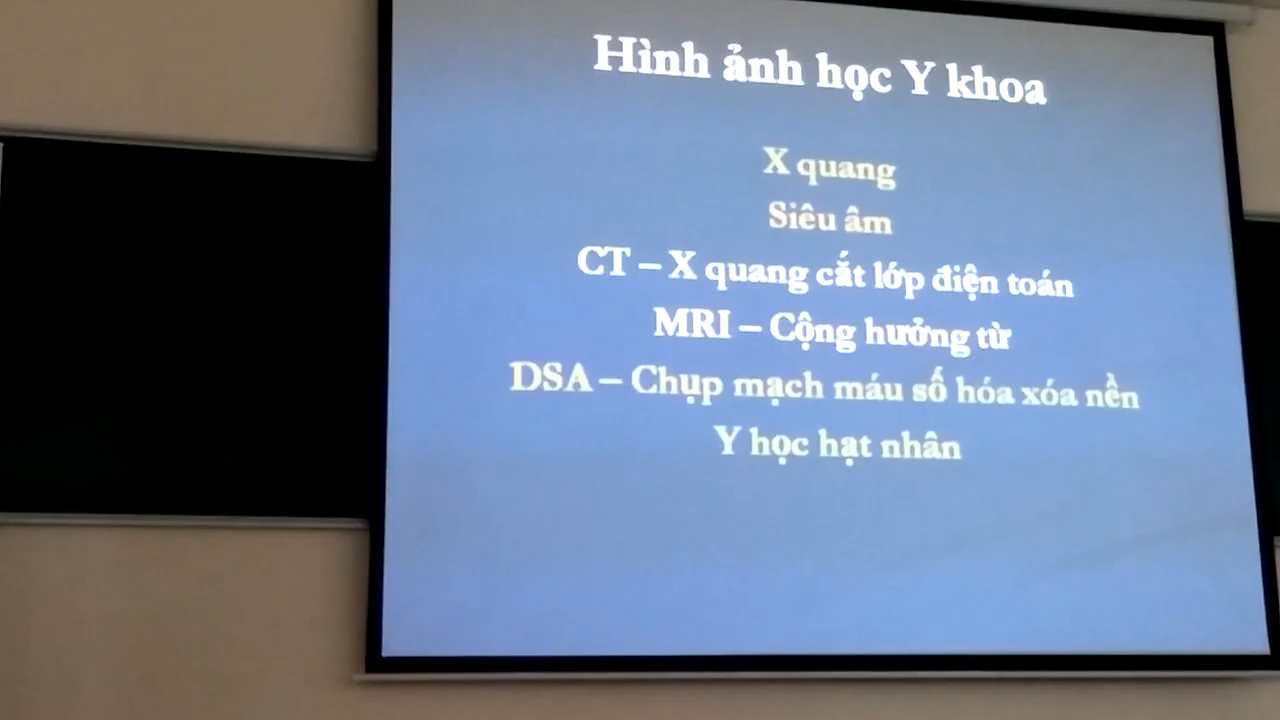 Hình ảnh học Y khoa
X quang
Siêu âm
CT – X quang cắt lớp điện toán
MRI – Cộng hưởng từ
DSA – Chụp mạch máu số hóa xóa nền
Y học hạt nhân